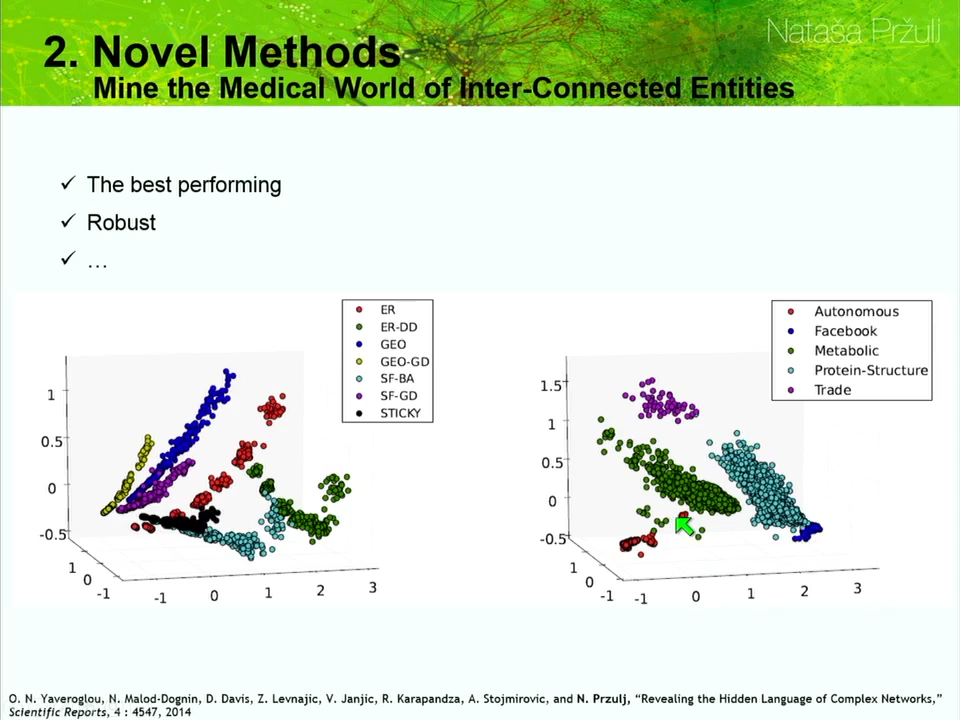 Nataša Pržulj
2. Novel Methods
Mine the Medical World of Inter-Connected Entities
✓ The best performing
✓ Robust
✓ …
ER
ER-DD
GEO
GEO-GD
SF-BA
SF-GD
STICKY
1
0.5
0
-0.5
1
0
-1
-1
0
1
2
3
Autonomous
Facebook
Metabolic
Protein-Structure
Trade
1.5
1
0.5
0
-0.5
1
0
-1
-1
0
1
2
3
O. N. Yaveroglou, N. Malod-Dognin, D. Davis, Z. Levnajic, V. Janjic, R. Karapandza, A. Stojmirovic, and N. Przulj, “Revealing the Hidden Language of Complex Networks,”
Scientific Reports, 4 : 4547, 2014